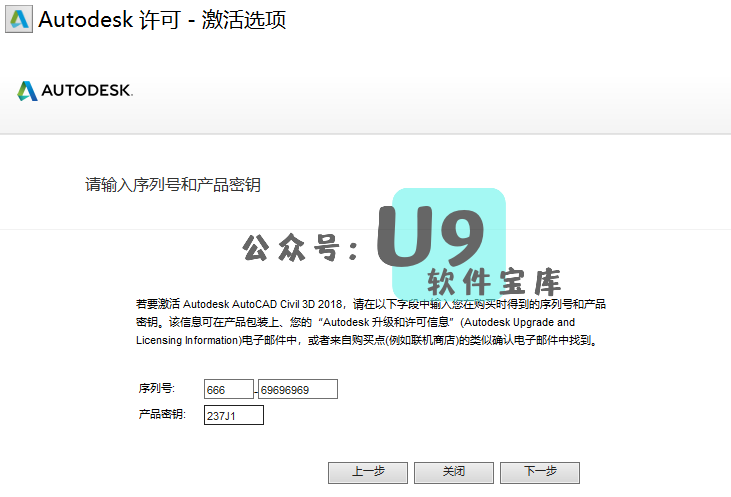 Autodesk 许可 - 激活选项
AUTODESK.
请输入序列号和产品密钥
公众号：U9
软件宝库
若要激活 Autodesk AutoCAD Civil 3D 2018，请在以下字段中输入您在购买时得到的序列号和产品
密钥。该信息可在产品包装上、您的“Autodesk 升级和许可信息”(Autodesk Upgrade and
Licensing Information)电子邮件中，或者来自购买点(例如联机商店)的类似确认电子邮件中找到。
序列号: 666 - 69696969
产品密钥: 237J1
上一步 关闭 下一步